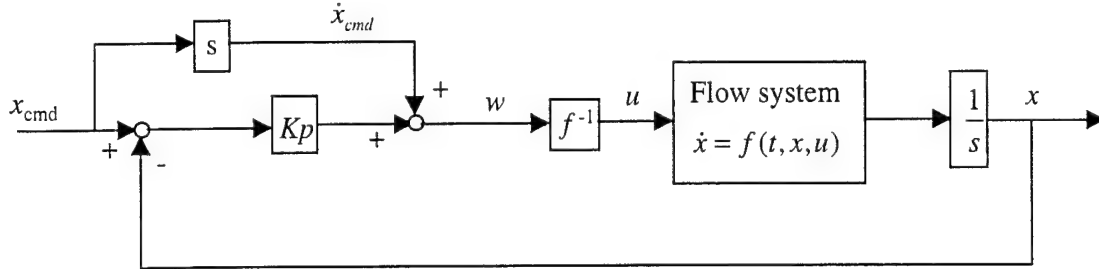 ẋ_cmd
s
+
x_cmd
+
-
Kp
+
w
f⁻¹
u
Flow system
ẋ = f(t, x, u)
1
s
x